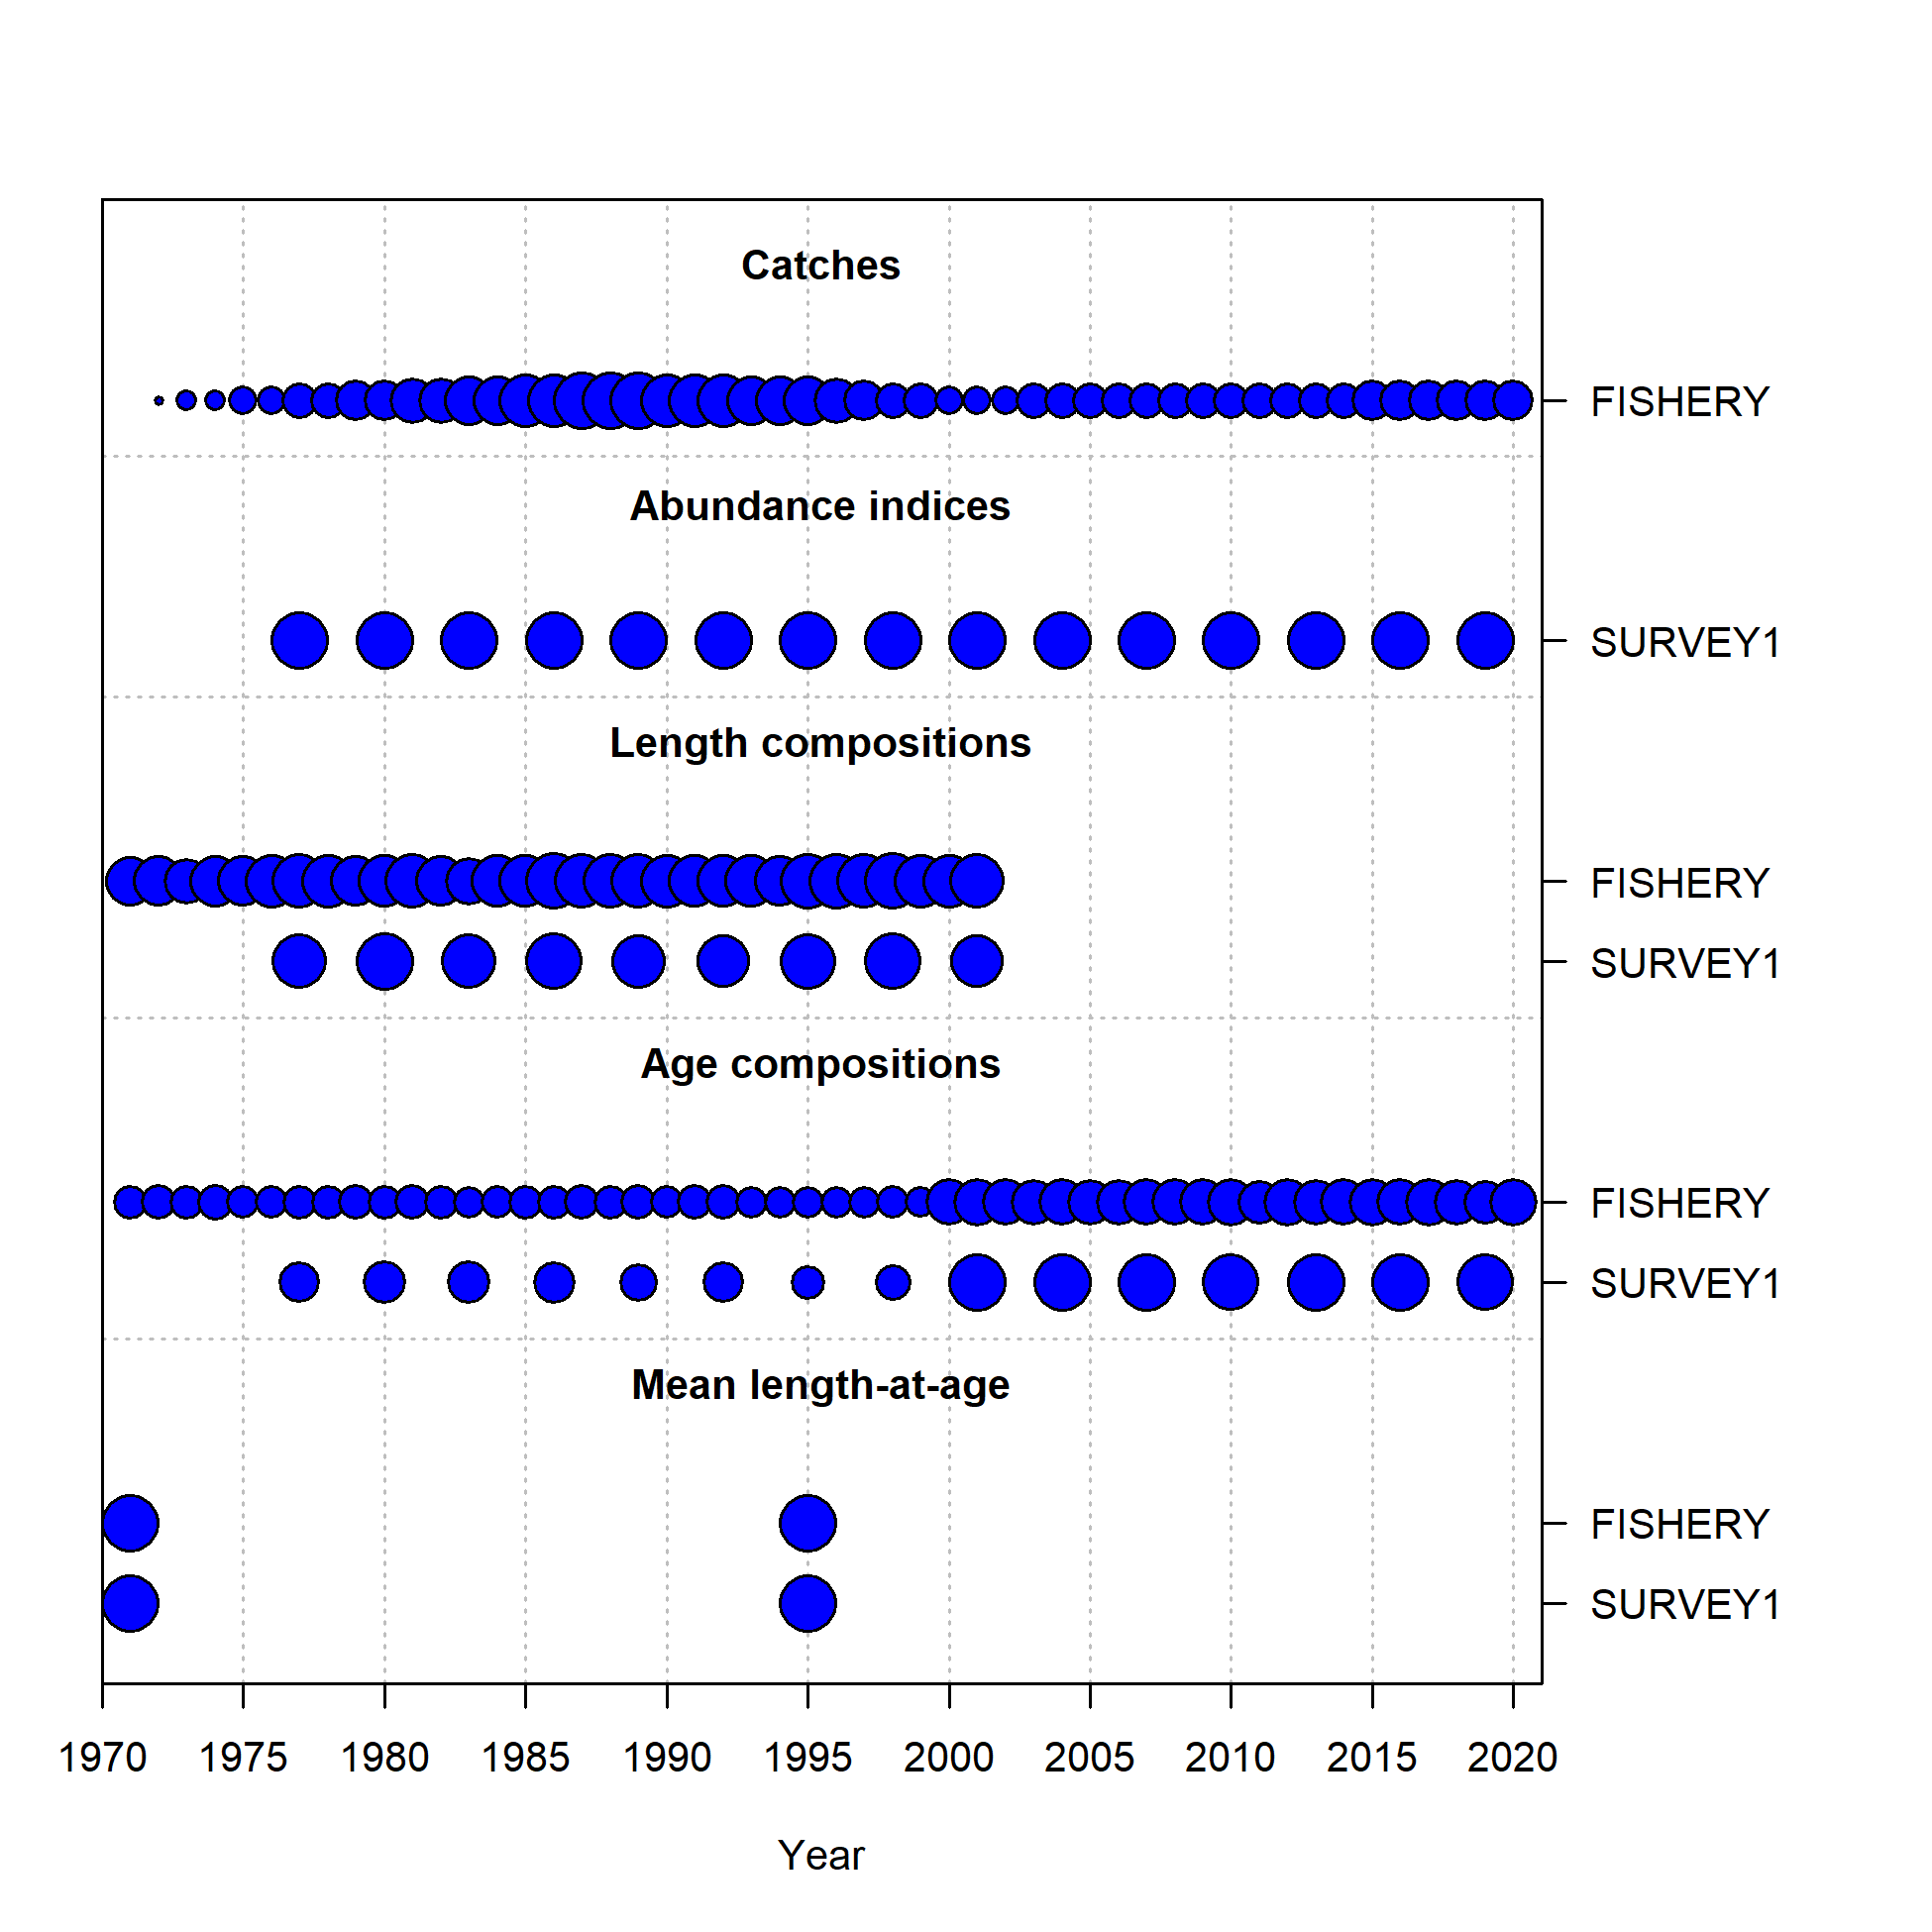 Catches
FISHERY
Abundance indices
SURVEY1
Length compositions
FISHERY
SURVEY1
Age compositions
FISHERY
SURVEY1
Mean length-at-age
FISHERY
SURVEY1
1970 1975 1980 1985 1990 1995 2000 2005 2010 2015 2020
Year